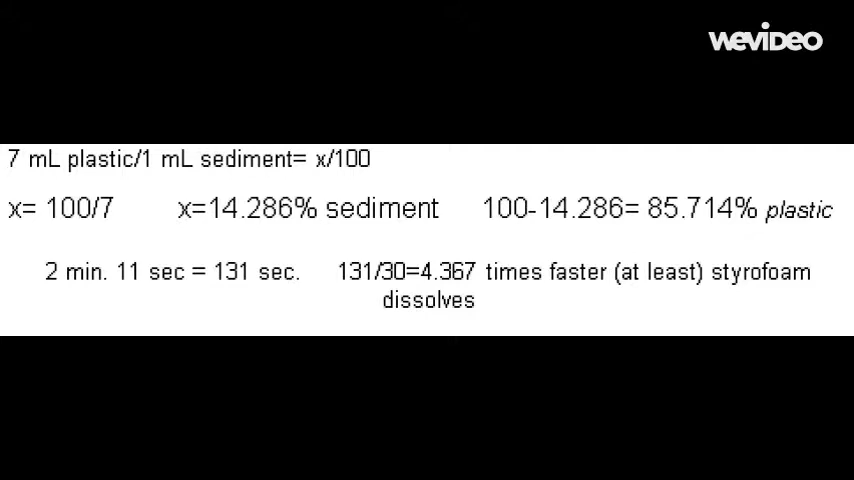 wevideo
7 mL plastic/1 mL sediment= x/100
x= 100/7 x=14.286% sediment 100-14.286= 85.714% plastic
2 min. 11 sec = 131 sec. 131/30=4.367 times faster (at least) styrofoam
dissolves